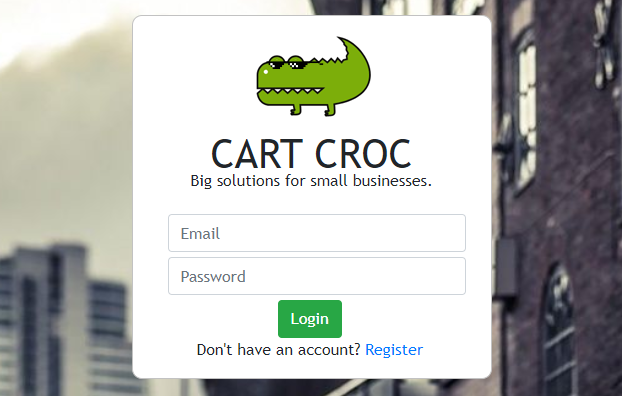 CART CROC
Big solutions for small businesses.
Email
Password
Login
Don't have an account? Register